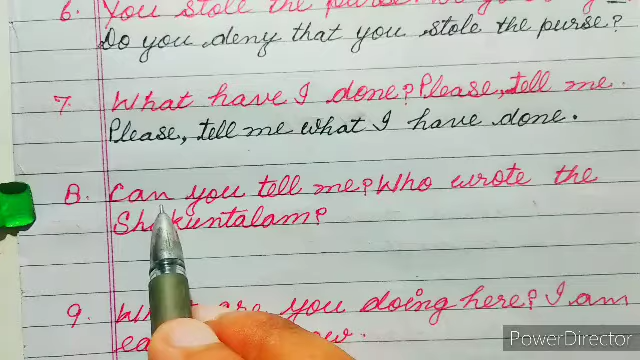 6. You stole the purse.
Do you deny that you stole the purse?
7. What have I done? Please, tell me.
Please, tell me what I have done.
8. Can you tell me? Who wrote the
Shakuntalam?
9. are you doing here? I am
PowerDirector